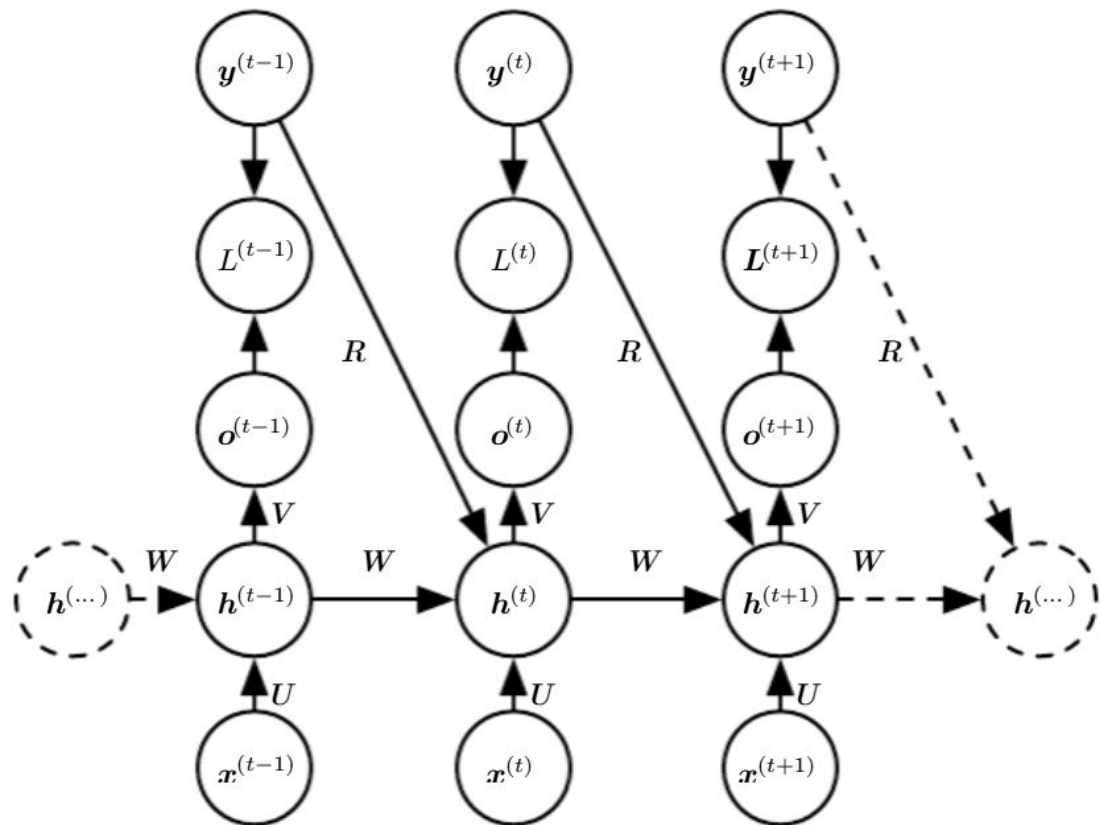 y^(t−1) y^(t) y^(t+1)
L^(t−1) L^(t) L^(t+1)
R R R
o^(t−1) o^(t) o^(t+1)
V V V
W W W W
h^(...) h^(t−1) h^(t) h^(t+1) h^(...)
U U U
x^(t−1) x^(t) x^(t+1)